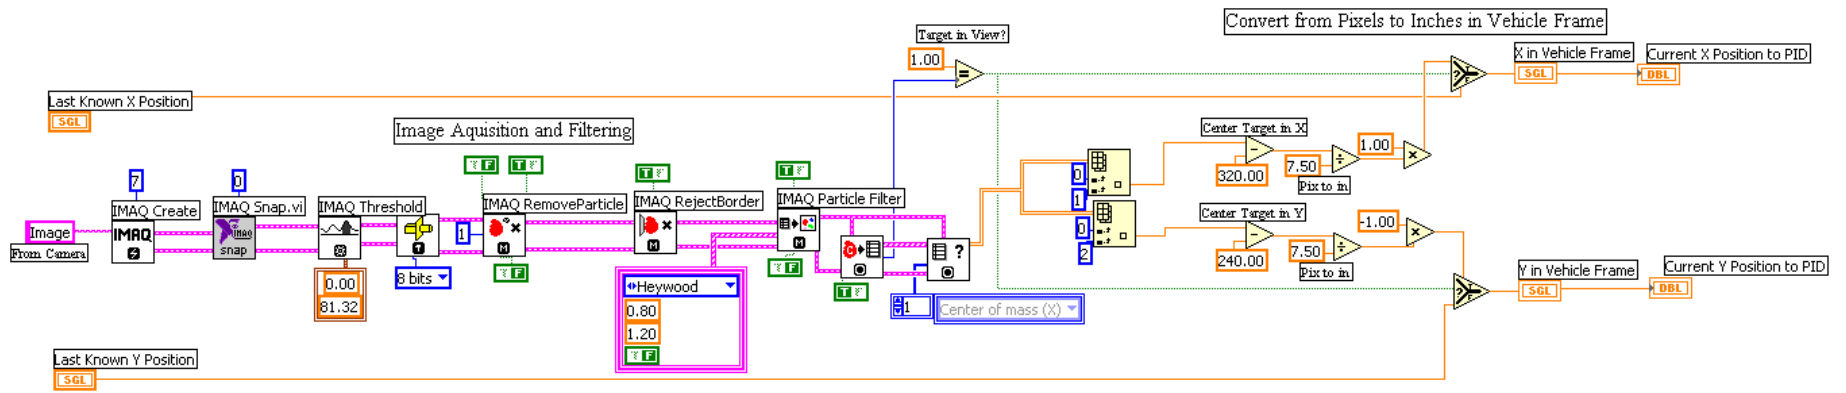 Convert from Pixels to Inches in Vehicle Frame
Target in View?
1.00
=
X in Vehicle Frame
SGL
Current X Position to PID
DBL
Last Known X Position
SGL
Image Aquisition and Filtering
Center Target in X
320.00
7.50
Pix to in
1.00
7
0
F
T
T
T
IMAQ Create
IMAQ Snap.vi
IMAQ Threshold
IMAQ RemoveParticle
IMAQ RejectBorder
IMAQ Particle Filter
Image
From Camera
IMAQ
IMAQ
snap
1
M
M
M
0
1
0
2
Center Target in Y
240.00
7.50
Pix to in
-1.00
0.00
81.32
8 bits
F
F
T
Heywood
0.80
1.20
F
?
1
Center of mass (X)
Y in Vehicle Frame
SGL
Current Y Position to PID
DBL
Last Known Y Position
SGL